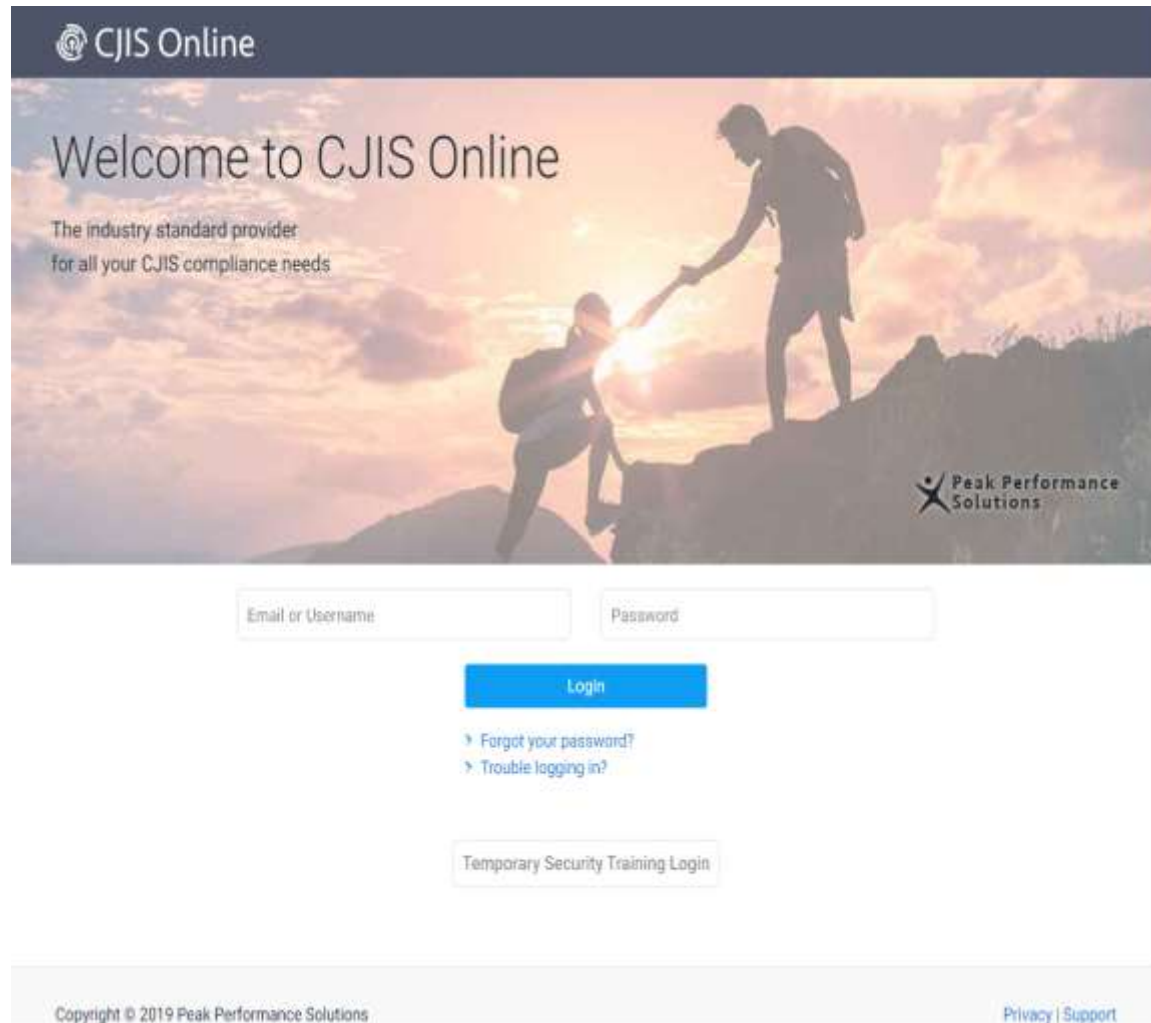 CJIS Online
Welcome to CJIS Online
The industry standard provider
for all your CJIS compliance needs
Peak Performance
Solutions
Email or Username
Password
Login
Forgot your password?
Trouble logging in?
Temporary Security Training Login
Copyright © 2019 Peak Performance Solutions
Privacy | Support